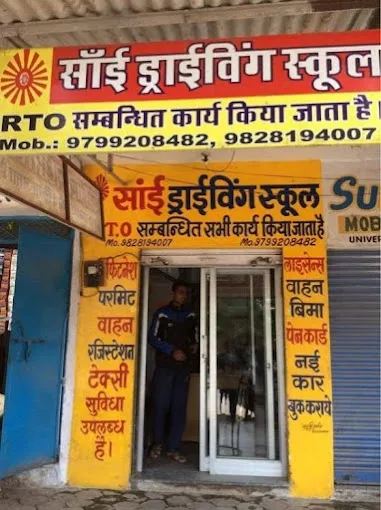 साँई ड्राईविंग स्कूल
RTO सम्बन्धित कार्य किया जाता है।
Mob.: 9799208482, 9828194007
सांई ड्राईविंग स्कूल
T.O सम्बन्धित सभी कार्य किया जाता है
Mo.9828194007 Mo.9799208482
फिटनेश
परमिट
वाहन
रजिस्टेशन
टेक्सी
सुविधा
उपलब्ध
है।
लाइसेन्स
वाहन
बिमा
पेनकार्ड
नई
कार
बुक कराये
Su
MOB
UNIVER